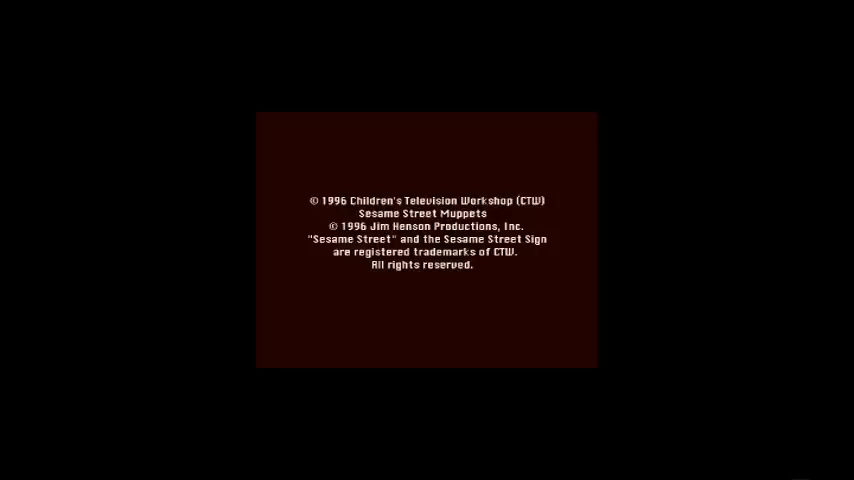 © 1996 Children's Television Workshop (CTW)
Sesame Street Muppets
© 1996 Jim Henson Productions, Inc.
"Sesame Street" and the Sesame Street Sign
are registered trademarks of CTW.
All rights reserved.